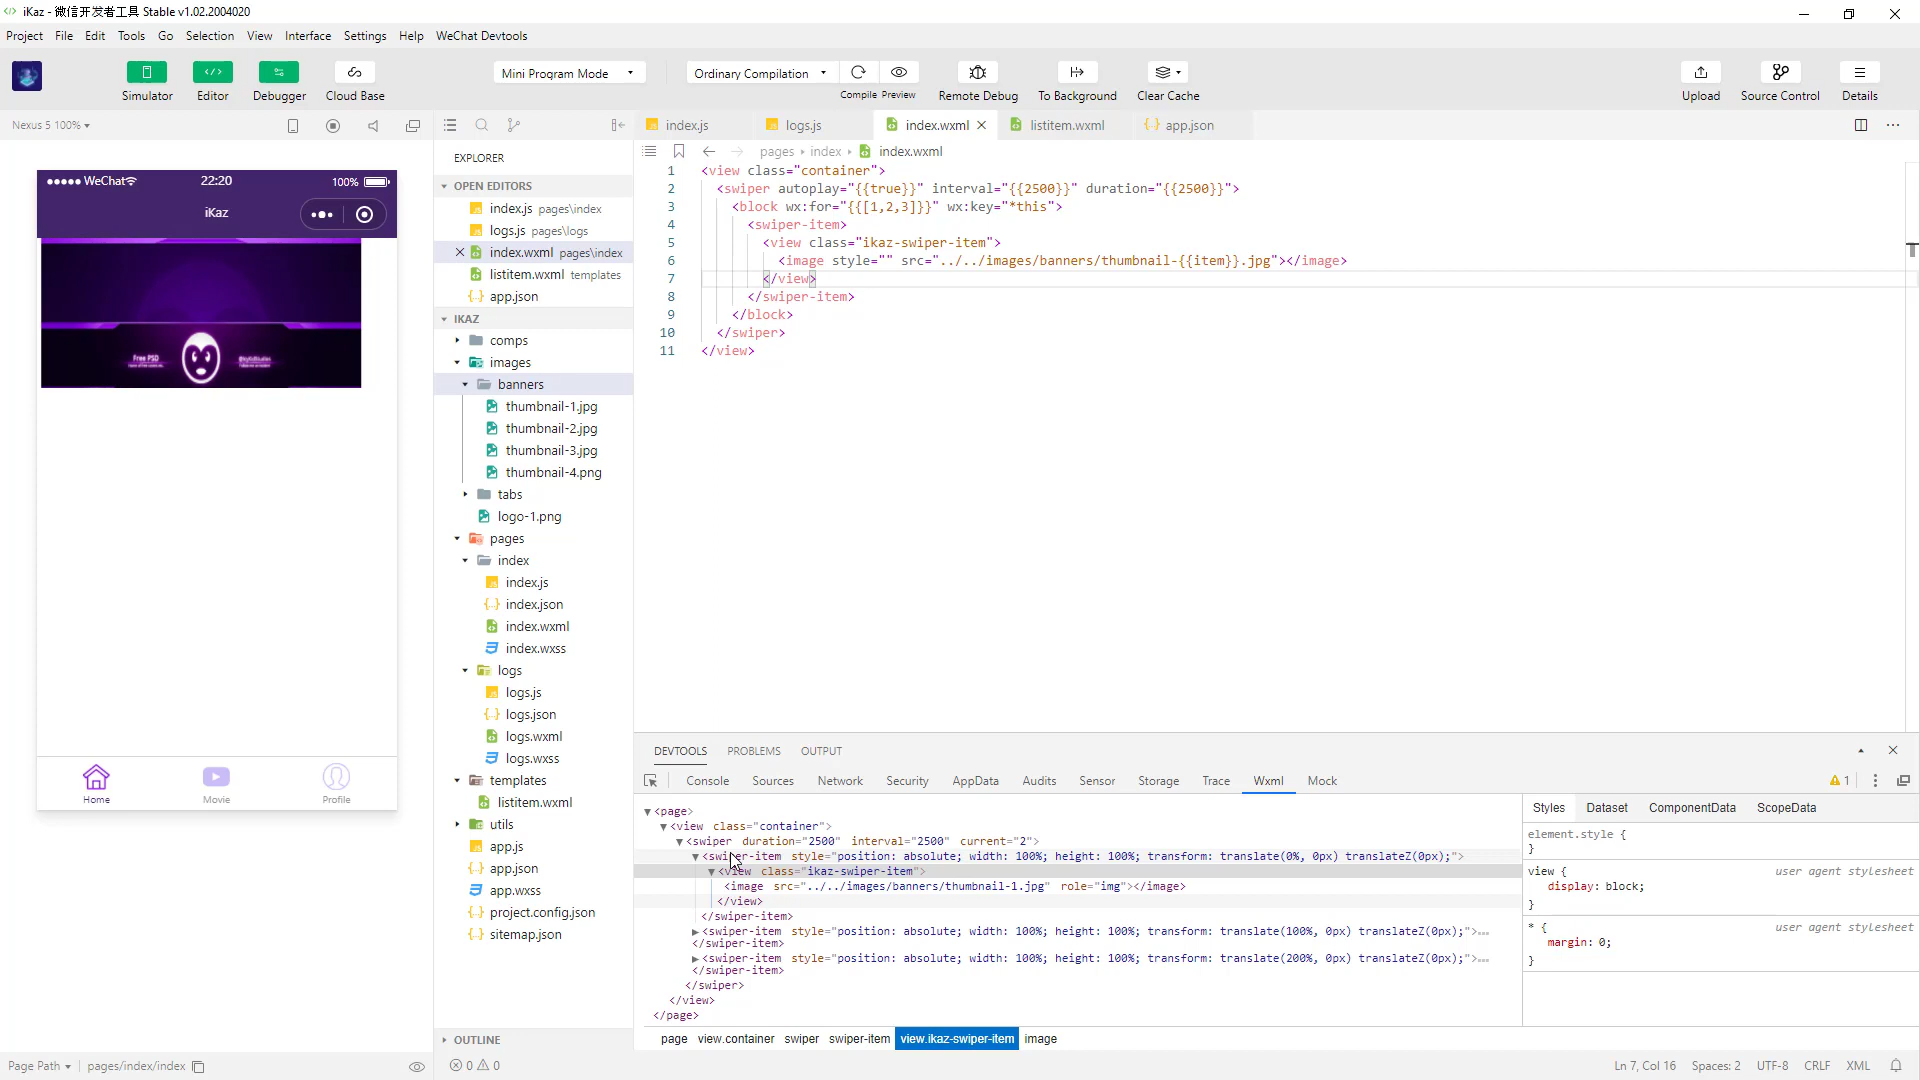 iKaz - 微信开发者工具 Stable v1.02.2004020
Project File Edit Tools Go Selection View Interface Settings Help WeChat Devtools
Simulator Editor Debugger Cloud Base
Mini Program Mode
Ordinary Compilation
Compile Preview
Remote Debug To Background Clear Cache
Upload Source Control Details
Nexus 5 100%
WeChat 22:20 100%
iKaz
Free PSD
Home Movie Profile
EXPLORER
OPEN EDITORS
index.js pages\index
logs.js pages\logs
index.wxml pages\index
listitem.wxml templates
app.json
IKAZ
comps
images
banners
thumbnail-1.jpg
thumbnail-2.jpg
thumbnail-3.jpg
thumbnail-4.png
tabs
logo-1.png
pages
index
index.js
index.json
index.wxml
index.wxss
logs
logs.js
logs.json
logs.wxml
logs.wxss
templates
listitem.wxml
utils
app.js
app.json
app.wxss
project.config.json
sitemap.json
OUTLINE
index.js logs.js index.wxml listitem.wxml app.json
pages index index.wxml
1 <view class="container">
2 <swiper autoplay="{{true}}" interval="{{2500}}" duration="{{2500}}">
3 <block wx:for="{{[1,2,3]}}" wx:key="*this">
4 <swiper-item>
5 <view class="ikaz-swiper-item">
6 <image style="" src="../../images/banners/thumbnail-{{item}}.jpg"></image>
7 </view>
8 </swiper-item>
9 </block>
10 </swiper>
11 </view>
DEVTOOLS PROBLEMS OUTPUT
Console Sources Network Security AppData Audits Sensor Storage Trace Wxml Mock
1
<page>
<view class="container">
<swiper duration="2500" interval="2500" current="2">
<swiper-item style="position: absolute; width: 100%; height: 100%; transform: translate(0%, 0px) translateZ(0px);">
<view class="ikaz-swiper-item">
<image src="../../images/banners/thumbnail-1.jpg" role="img"></image>
</view>
</swiper-item>
<swiper-item style="position: absolute; width: 100%; height: 100%; transform: translate(100%, 0px) translateZ(0px);">…
</swiper-item>
<swiper-item style="position: absolute; width: 100%; height: 100%; transform: translate(200%, 0px) translateZ(0px);">…
</swiper-item>
</swiper>
</view>
</page>
page view.container swiper swiper-item view.ikaz-swiper-item image
Styles Dataset ComponentData ScopeData
element.style {
}
view { user agent stylesheet
display: block;
}
* { user agent stylesheet
margin: 0;
}
Page Path pages/index/index
0 0
Ln 7, Col 16 Spaces: 2 UTF-8 CRLF XML